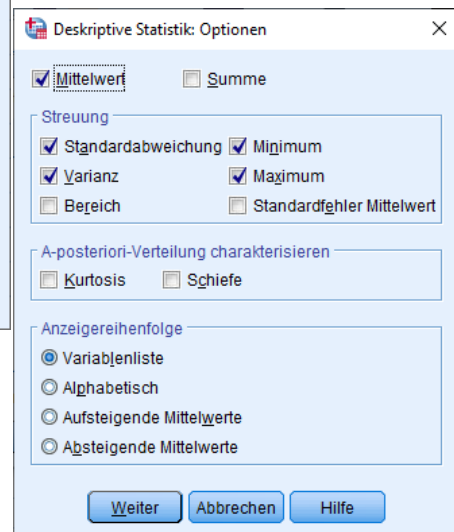 Deskriptive Statistik: Optionen
Mittelwert Summe
Streuung
Standardabweichung Minimum
Varianz Maximum
Bereich Standardfehler Mittelwert
A-posteriori-Verteilung charakterisieren
Kurtosis Schiefe
Anzeigereihenfolge
Variablenliste
Alphabetisch
Aufsteigende Mittelwerte
Absteigende Mittelwerte
Weiter Abbrechen Hilfe